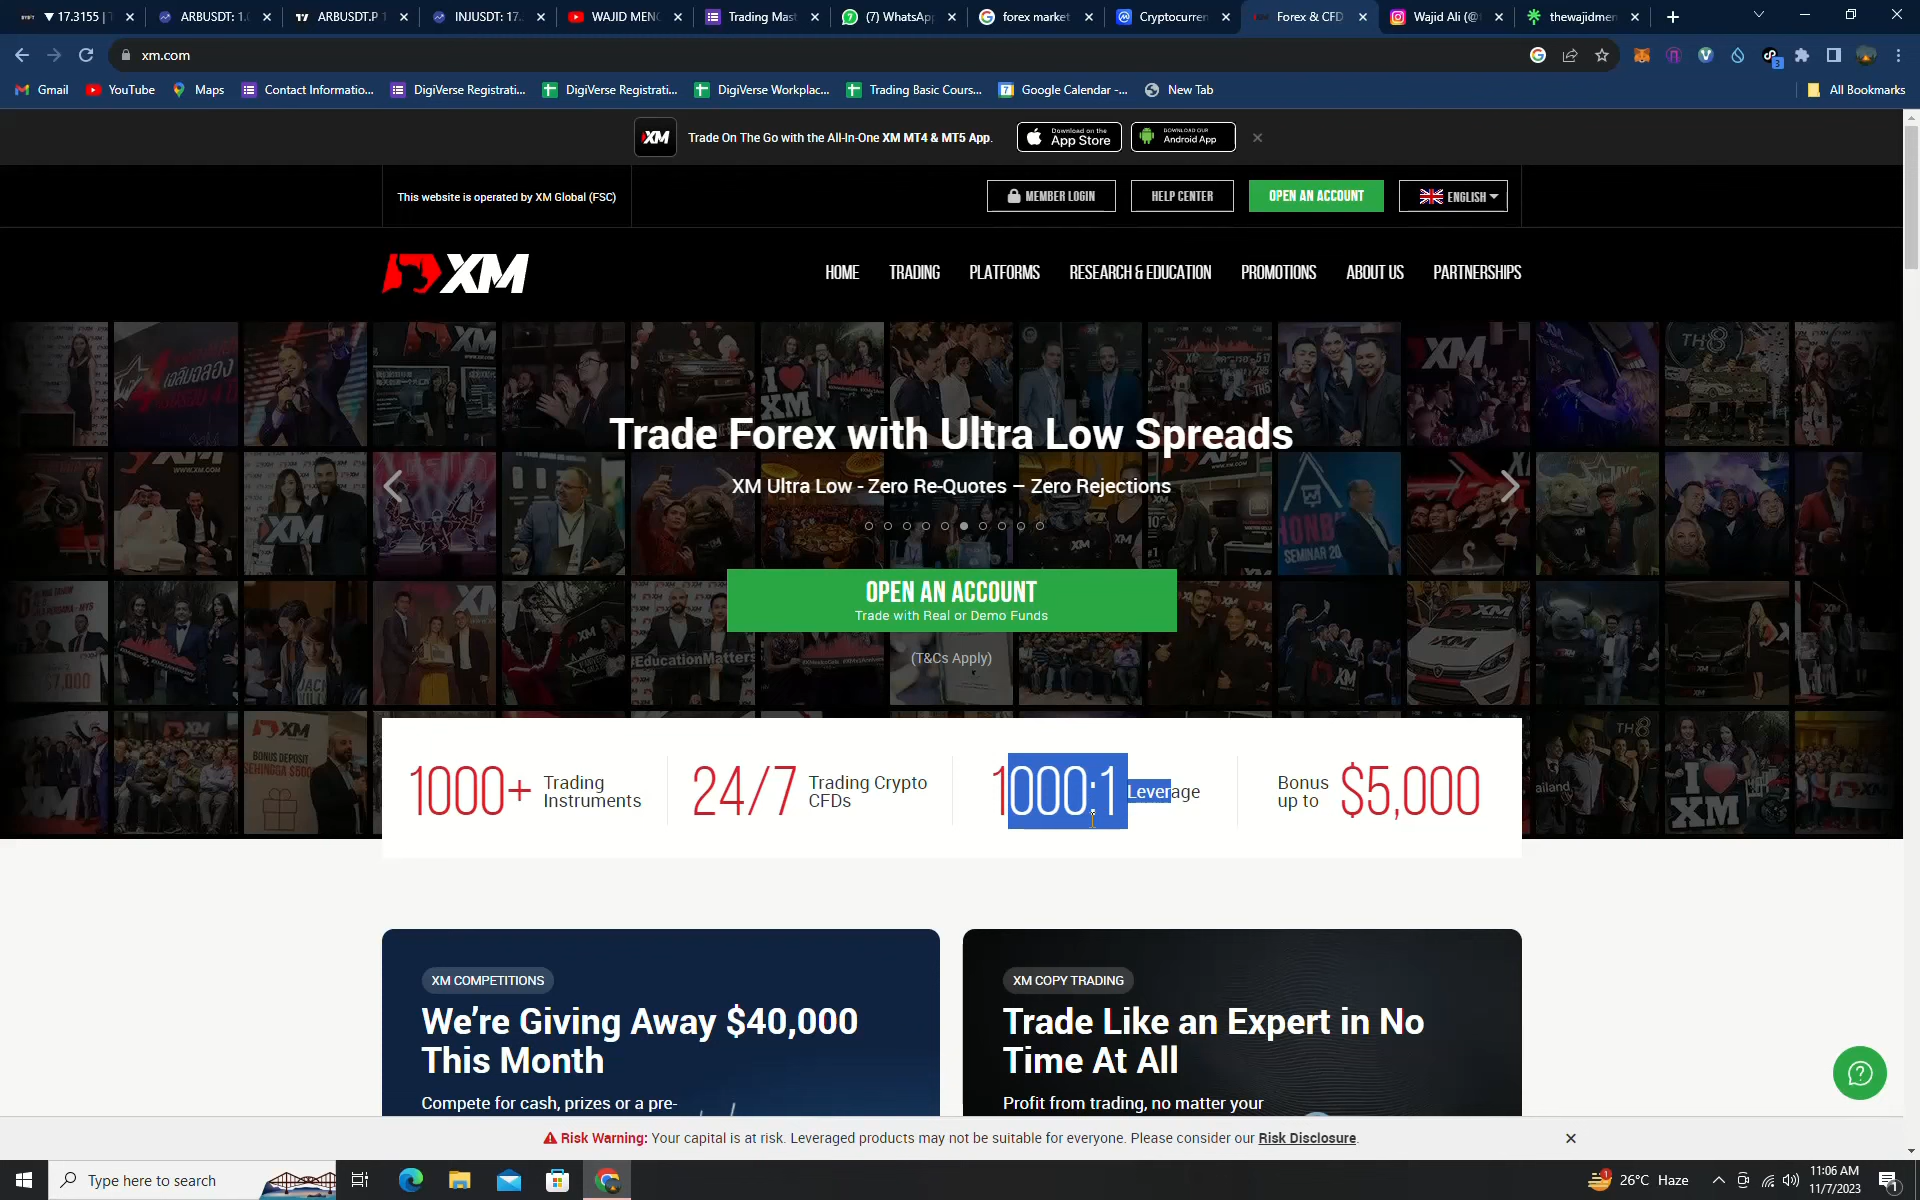 ▼ 17.3155 | T
ARBUSDT: 1.0
ARBUSDT.P 1
INJUSDT: 17.
WAJID MENG
Trading Mast
(7) WhatsApp
forex market
Cryptocurren
Forex & CFD
Wajid Ali (@t
thewajidmen
xm.com
Gmail
YouTube
Maps
Contact Informatio...
DigiVerse Registrati...
DigiVerse Registrati...
DigiVerse Workplac...
Trading Basic Cours...
Google Calendar -...
New Tab
All Bookmarks
XM
Trade On The Go with the All-In-One XM MT4 & MT5 App.
Download on the
App Store
DOWNLOAD OUR
Android App
This website is operated by XM Global (FSC)
MEMBER LOGIN
HELP CENTER
OPEN AN ACCOUNT
ENGLISH
XM
HOME
TRADING
PLATFORMS
RESEARCH & EDUCATION
PROMOTIONS
ABOUT US
PARTNERSHIPS
Trade Forex with Ultra Low Spreads
XM Ultra Low - Zero Re-Quotes – Zero Rejections
OPEN AN ACCOUNT
Trade with Real or Demo Funds
(T&Cs Apply)
1000+ Trading Instruments
24/7 Trading Crypto CFDs
1000:1 Leverage
Bonus up to $5,000
XM COMPETITIONS
We're Giving Away $40,000
This Month
Compete for cash, prizes or a pre-
XM COPY TRADING
Trade Like an Expert in No
Time At All
Profit from trading, no matter your
Risk Warning: Your capital is at risk. Leveraged products may not be suitable for everyone. Please consider our Risk Disclosure.
Type here to search
26°C Haze
11:06 AM
11/7/2023